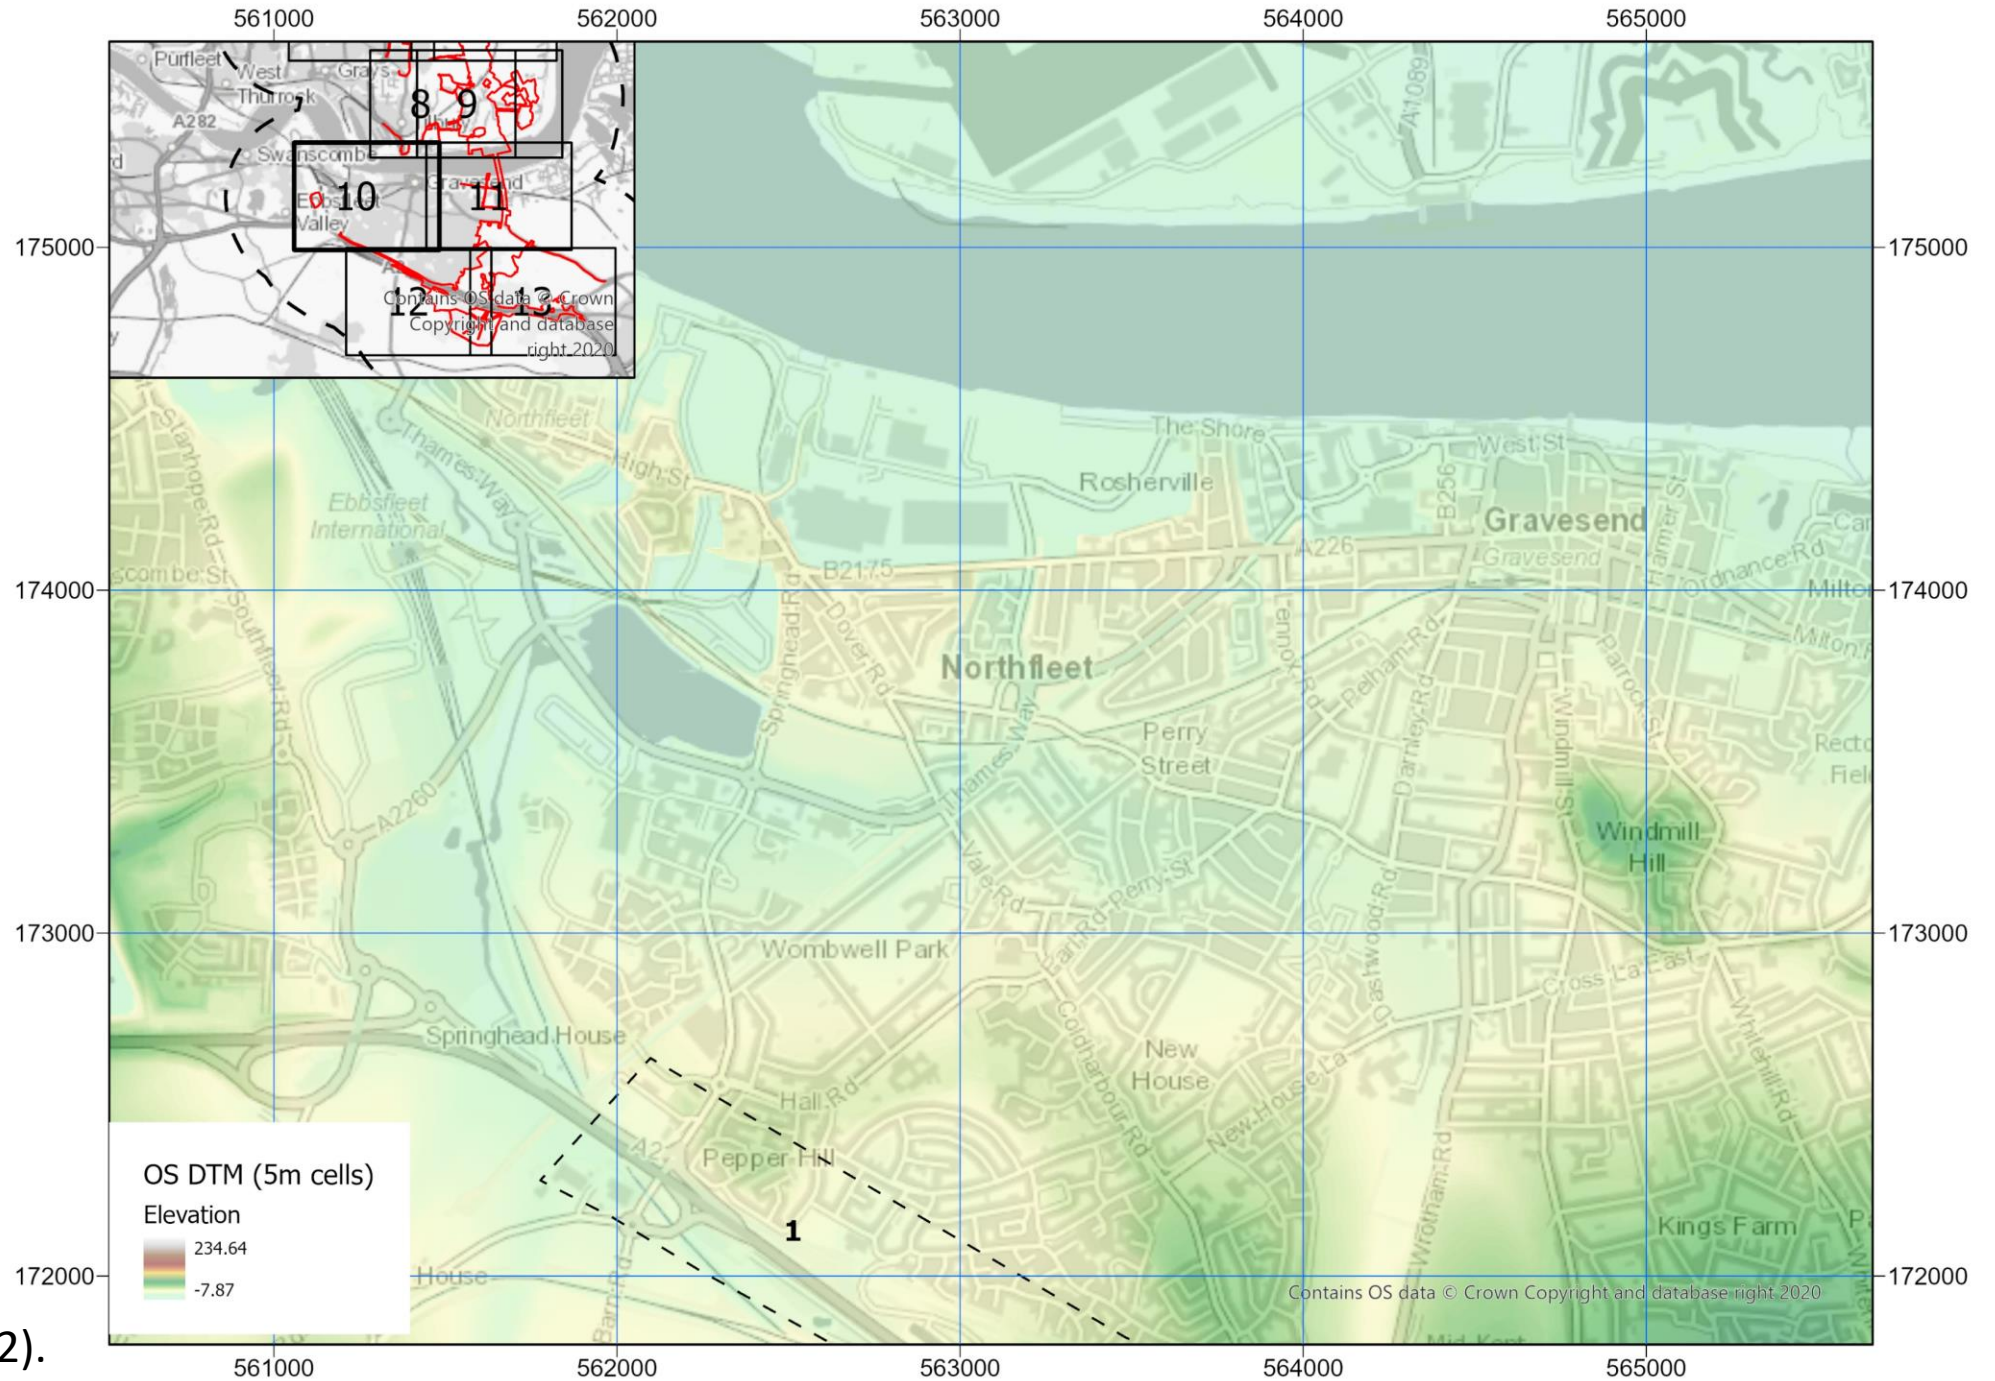 561000 562000 563000 564000 565000
Purfleet
West
Thurrock
Grays
A282
8 9
Swanscombe
Gravesend
10 11
Valley
12 13
Contains OS data © Crown
Copyright and database
right 2020
A1089
175000 175000
Northfleet
Stanhope Rd
Thames Way
High St
The Shore
West St
Rosherville
B256
Harmer St
Ebbsfleet
International
Gravesend
A226
Gravesend
Ordnance Rd
B2175
174000 174000
Southfleet Rd
Springhead Rd
Dover Rd
Pelham Rd
Parrock St
Northfleet
Darnley Rd
Windmill St
Perry
Street
Thames Way
A2260
Windmill
Hill
Vale Rd
Perry St
173000 173000
Wombwell Park
Dashwood Rd
Cross La East
Springhead House
Coldharbour Rd
New
House
Whitehill Rd
Hall Rd
New House La
A2
Pepper Hill
Wrotham Rd
OS DTM (5m cells)
Elevation
234.64
-7.87
1
Kings Farm
House
172000 172000
Contains OS data © Crown Copyright and database right 2020
2).
561000 562000 563000 564000 565000